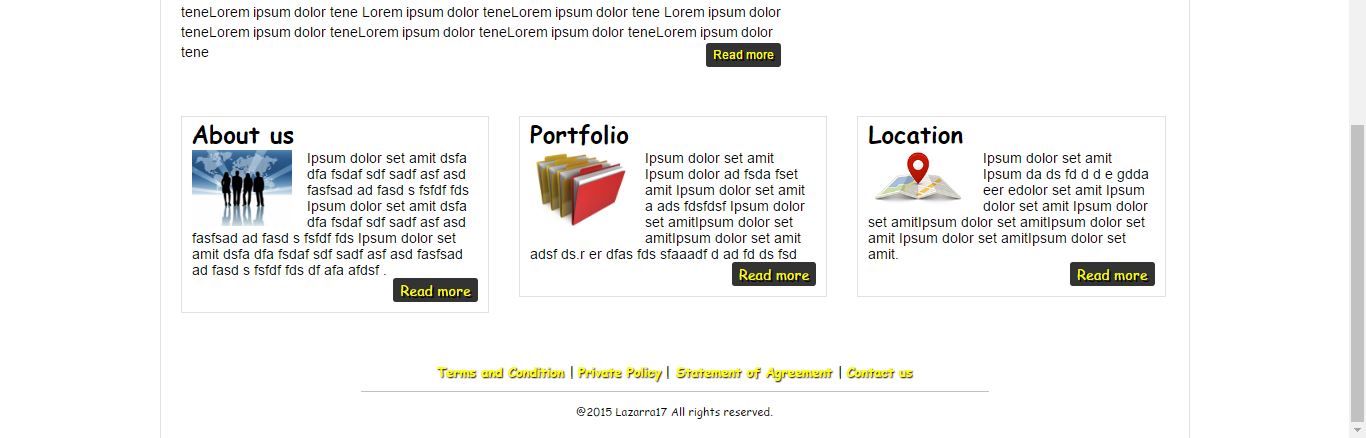 teneLorem ipsum dolor tene Lorem ipsum dolor teneLorem ipsum dolor tene Lorem ipsum dolor
teneLorem ipsum dolor teneLorem ipsum dolor teneLorem ipsum dolor teneLorem ipsum dolor
tene
Read more
About us
Ipsum dolor set amit dsfa
dfa fsdaf sdf sadf asf asd
fasfsad ad fasd s fsfdf fds
Ipsum dolor set amit dsfa
dfa fsdaf sdf sadf asf asd
fasfsad ad fasd s fsfdf fds Ipsum dolor set
amit dsfa dfa fsdaf sdf sadf asf asd fasfsad
ad fasd s fsfdf fds df afa afdsf .
Read more
Portfolio
Ipsum dolor set amit
Ipsum dolor ad fsda fset
amit Ipsum dolor set amit
a ads fdsfdsf Ipsum dolor
set amitIpsum dolor set
amitIpsum dolor set amit
adsf ds.r er dfas fds sfaaadf d ad fd ds fsd
Read more
Location
Ipsum dolor set amit
Ipsum da ds fd d d e gdda
eer edolor set amit Ipsum
dolor set amit Ipsum dolor
set amitIpsum dolor set amitIpsum dolor set
amit Ipsum dolor set amitIpsum dolor set
amit.
Read more
Terms and Condition | Private Policy | Statement of Agreement | Contact us
@2015 Lazarra17 All rights reserved.